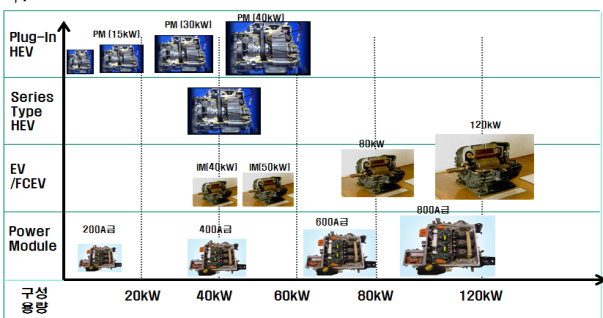 PM (15kW)
PM (30kW)
PM (40kW)
Plug-In
HEV
Series
Type
HEV
120kW
80kW
EV
/FCEV
IM(40kW)
IM(50kW)
Power
Module
200A급
400A급
600A급
800A급
구성
용량
20kW
40kW
60kW
80kW
120kW